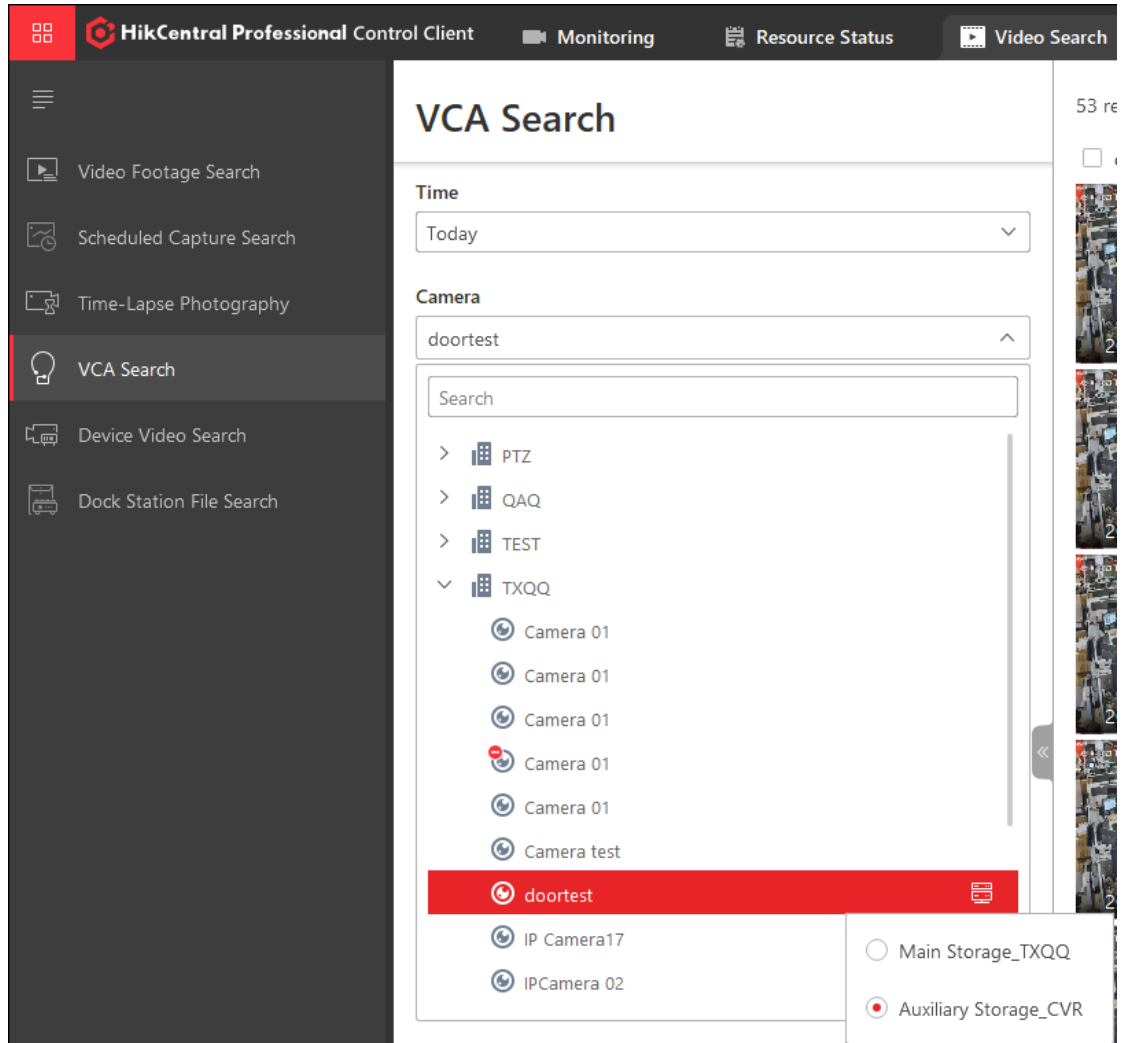 HikCentral Professional Control Client
Monitoring
Resource Status
Video Search
Video Footage Search
Scheduled Capture Search
Time-Lapse Photography
VCA Search
Device Video Search
Dock Station File Search
VCA Search
Time
Today
Camera
doortest
Search
PTZ
QAQ
TEST
TXQQ
Camera 01
Camera 01
Camera 01
Camera 01
Camera 01
Camera test
doortest
IP Camera17
IPCamera 02
Main Storage_TXQQ
Auxiliary Storage_CVR
53 re